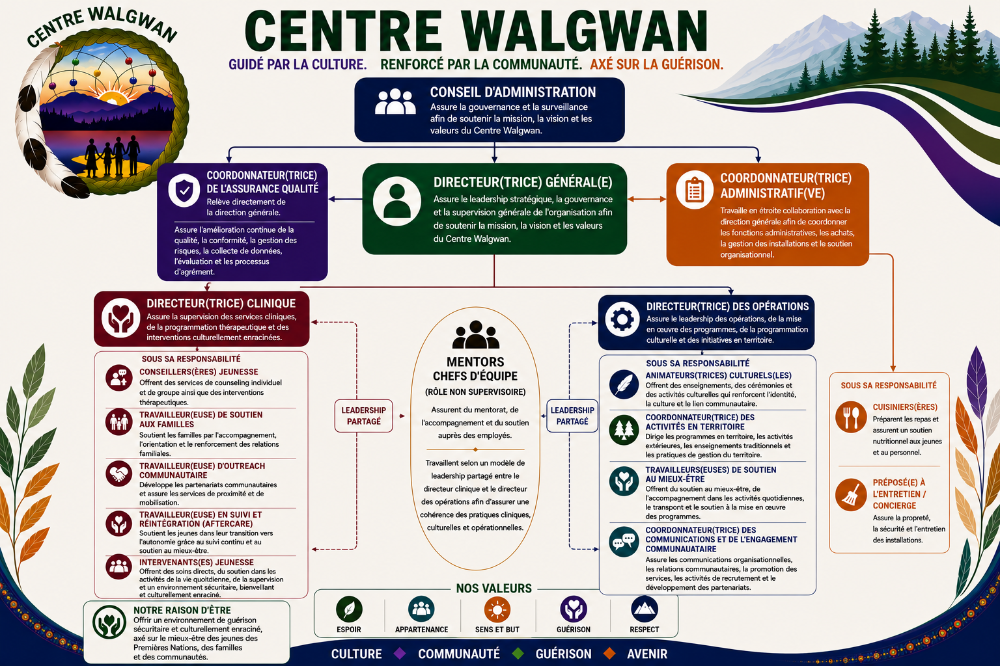 CENTRE WALGWAN
CENTRE WALGWAN
GUIDÉ PAR LA CULTURE. RENFORCÉ PAR LA COMMUNAUTÉ. AXÉ SUR LA GUÉRISON.
CONSEIL D'ADMINISTRATION
Assure la gouvernance et la surveillance
afin de soutenir la mission, la vision et les
valeurs du Centre Walgwan.
COORDONNATEUR(TRICE)
DE L'ASSURANCE QUALITÉ
Relève directement de
la direction générale.
Assure l'amélioration continue de la
qualité, la conformité, la gestion des
risques, la collecte de données,
l'évaluation et les processus
d'agrément.
DIRECTEUR(TRICE) GÉNÉRAL(E)
Assure le leadership stratégique, la gouvernance
et la supervision générale de l'organisation afin
de soutenir la mission, la vision et les valeurs
du Centre Walgwan.
COORDONNATEUR(TRICE)
ADMINISTRATIF(VE)
Travaille en étroite collaboration avec la
direction générale afin de coordonner
les fonctions administratives, les achats,
la gestion des installations et le soutien
organisationnel.
DIRECTEUR(TRICE) CLINIQUE
Assure la supervision des services cliniques,
de la programmation thérapeutique et des
interventions culturellement enracinées.
SOUS SA RESPONSABILITÉ
CONSEILLERS(ÈRES) JEUNESSE
Offrent des services de counseling individuel
et de groupe ainsi que des interventions
thérapeutiques.
TRAVAILLEUR(EUSE) DE SOUTIEN
AUX FAMILLES
Soutient les familles par l'accompagnement,
l'orientation et le renforcement des relations
familiales.
TRAVAILLEUR(EUSE) D'OUTREACH
COMMUNAUTAIRE
Développe les partenariats communautaires
et assure les services de proximité et de
mobilisation.
TRAVAILLEUR(EUSE) EN SUIVI ET
RÉINTÉGRATION (AFTERCARE)
Soutient les jeunes dans leur transition vers
l'autonomie grâce au suivi continu et au
soutien au mieux-être.
INTERVENANTS(ES) JEUNESSE
Offrent des soins directs, du soutien dans les
activités de la vie quoitdienne, de la supervision
et un environnement sécuritaire, bienvelllant
et culturellement enraciné.
LEADERSHIP
PARTAGÉ
MENTORS
CHEFS D'ÉQUIPE
(RÔLE NON SUPERVISOIRE)
Assurent du mentorat, de
l'accompagnement et du soutien
auprès des employés.
Travaillent selon un modèle de
leadership partagé entre le
directeur clinique et le directeur
des opérations afin d'assurer une
cohérence des pratiques cliniques,
culturelles et opérationnelles.
LEADERSHIP
PARTAGÉ
DIRECTEUR(TRICE) DES OPÉRATIONS
Assure le leadership des opérations, de la mise
en œuvre des programmes, de la programmation
culturelle et des initiatives en territoire.
SOUS SA RESPONSABILITÉ
ANIMATEURS(TRICES) CULTURELS(LES)
Offrent des enseignements, des cérémonies et
des activités culturelles qui renforcent l'identité,
la culture et le lien communautaire.
COORDONNATEUR(TRICE) DES
ACTIVITÉS EN TERRITOIRE
Dirige les programmes en territoire, les activités
extérieures, les enseignements traditionnels et
les pratiques de gestion du territoire.
TRAVAILLEURS(EUSES) DE SOUTIEN
AU MIEUX-ÊTRE
Offrent du soutien au mieux-être, de
l'accompagnement dans les activités quotidiennes,
le transport et le soutien à la mise en œuvre
des programmes.
COORDONNATEUR(TRICE) DES
COMMUNICATIONS ET DE L'ENGAGEMENT
COMMUNAUATAIRE
Assure les communications organisationnelles,
les relations communautaires, la promotion des
services, les activités de recrutement et le
développement des partenariats.
SOUS SA RESPONSABILITÉ
CUISINIERS(ÈRES)
Préparent les repas et
assurent un soutien
nutritionnel aux jeunes
et au personnel.
PRÉPOSÉ(E) À
L'ENTRETIEN /
CONCIERGE
Assure la propreté,
la sécurité et l'entretien
des installations.
NOTRE RAISON D'ÊTRE
Offrir un environnement de guérison
sécuritaire et culturellement enraciné,
axé sur le mieux-être des jeunes des
Premières Nations, des familles
et des communautés.
NOS VALEURS
ESPOIR
APPARTENANCE
SENS ET BUT
GUÉRISON
RESPECT
CULTURE COMMUNAUTÉ GUÉRISON AVENIR